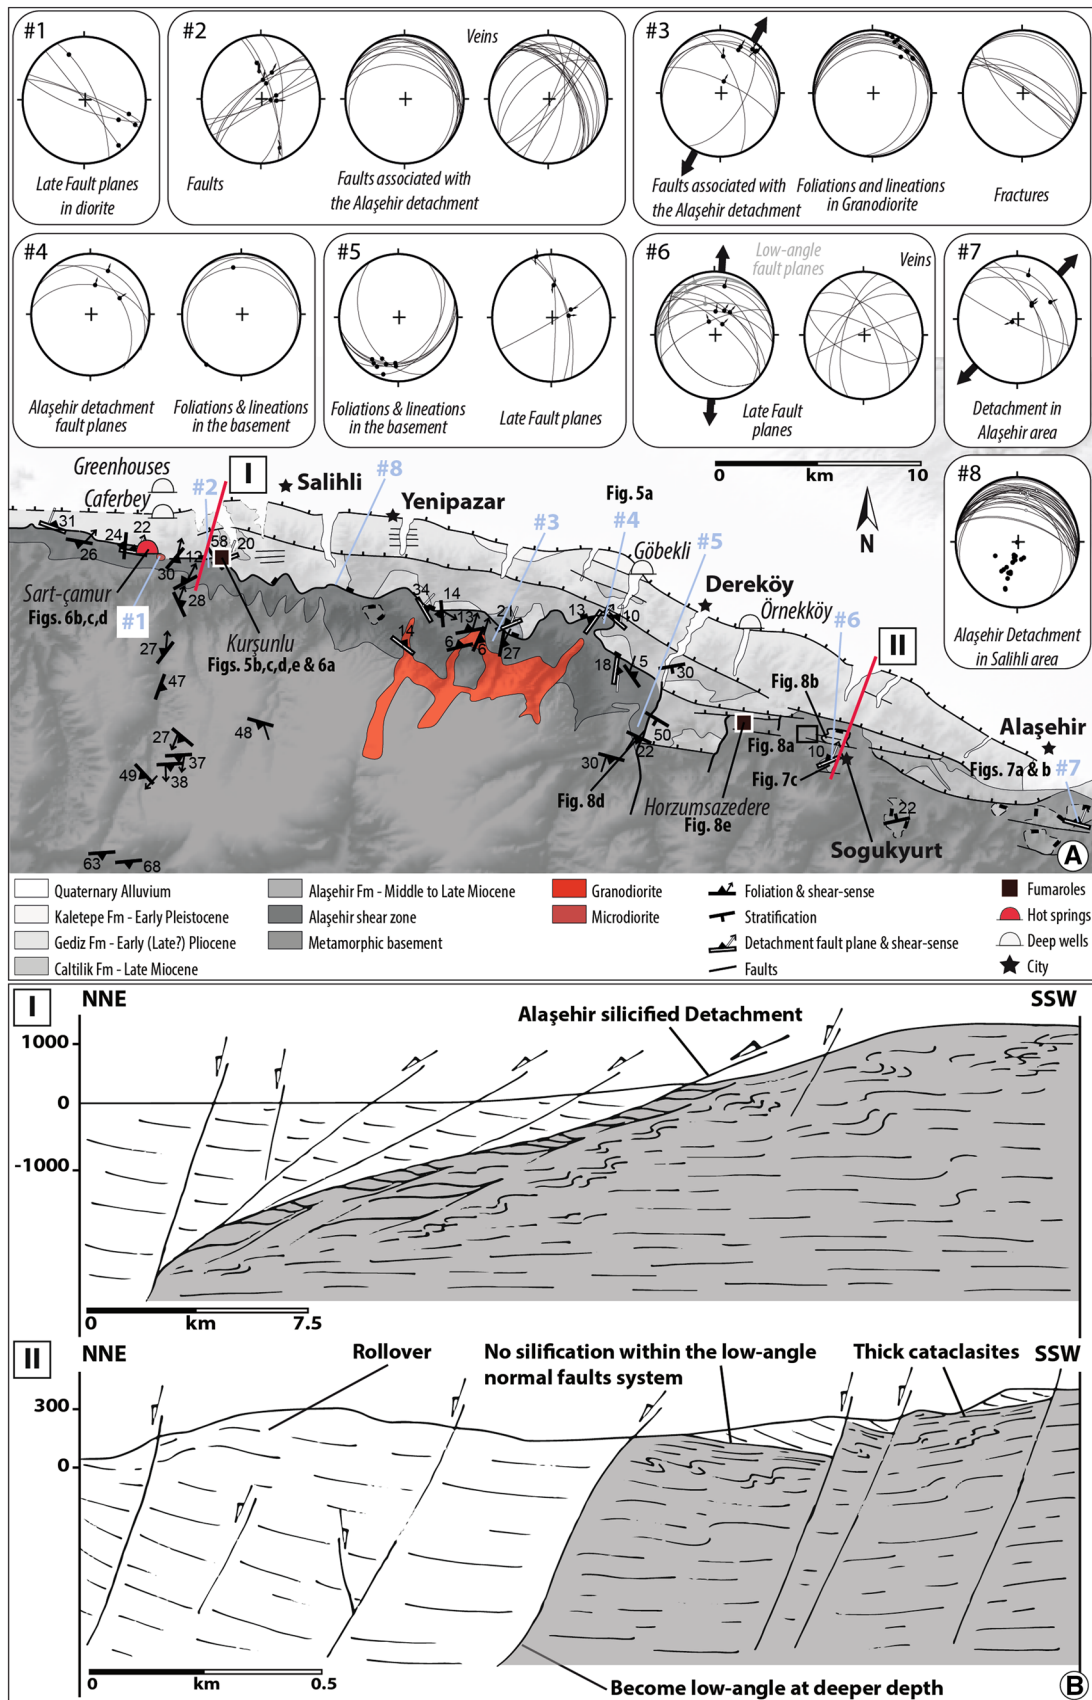 #1
Late Fault planes
in diorite
#2
Veins
Faults
Faults associated with
the Alaşehir detachment
#3
Faults associated with
the Alaşehir detachment
Foliations and lineations
in Granodiorite
Fractures
#4
Alaşehir detachment
fault planes
Foliations & lineations
in the basement
#5
Foliations & lineations
in the basement
Late Fault planes
#6
Low-angle
fault planes
Veins
Late Fault
planes
#7
Detachment in
Alaşehir area
#8
Alaşehir Detachment
in Salihli area
0
km
10
N
Greenhouses
Caferbey
#2
I
Salihli
#8
Yenipazar
Fig. 5a
#3
#4
#5
Göbekli
Dereköy
Örnekköy
#6
II
Alaşehir
Figs. 7a & b
#7
31
26
24
22
30
12
58
20
28
Sart-çamur
Figs. 6b,c,d
#1
Kurşunlu
Figs. 5b,c,d,e & 6a
27
47
48
27
37
38
49
63
68
34
14
13
14
6
6
27
13
10
18
5
30
50
22
30
Fig. 8d
Fig. 8b
Fig. 8a
10
Fig. 7c
Horzumsazedere
Fig. 8e
22
Sogukyurt
A
Quaternary Alluvium
Kaletepe Fm - Early Pleistocene
Gediz Fm - Early (Late?) Pliocene
Caltilik Fm - Late Miocene
Alaşehir Fm - Middle to Late Miocene
Alaşehir shear zone
Metamorphic basement
Granodiorite
Microdiorite
Foliation & shear-sense
Stratification
Detachment fault plane & shear-sense
Faults
Fumaroles
Hot springs
Deep wells
City
I
NNE
SSW
Alaşehir silicified Detachment
1000
0
-1000
0
km
7.5
II
NNE
Rollover
No silification within the low-angle
normal faults system
Thick cataclasites
SSW
300
0
0
km
0.5
Become low-angle at deeper depth
B